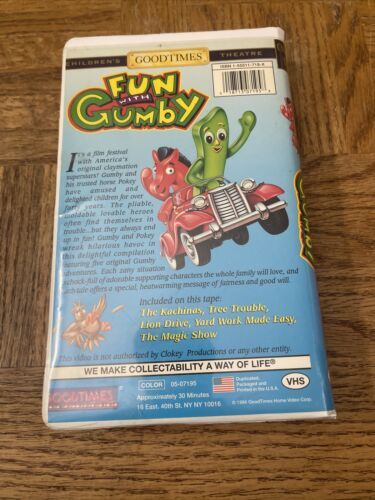 CHILDREN'S GOODTIMES THEATRE
ISBN 1-55511-718-X
FUN
WITH
GUMBY
It's a film festival
with America's
original claymation
superstars! Gumby and
his trusted horse Pokey
have amused and
delighted children for over
forty years. The pliable,
moldable lovable heroes
often find themselves in
trouble...but they always end
up in fun! Gumby and Pokey
wreak hilarious havoc in
this delightful compilation
featuring five original Gumby
adventures. Each zany situation
is chock-full of adorable supporting characters the whole family will love, and
each tale offers a special, heatwarming message of fairness and good will.
Included on this tape:
The Kachinas, Tree Trouble,
Lion Drive, Yard Work Made Easy,
The Magic Show
This video is not authorized by Clokey Productions or any other entity.
WE MAKE COLLECTABILITY A WAY OF LIFE®
GOODTIMES
COLOR 05-07195
Approximately 30 Minutes
16 East, 40th St. NY NY 10016
Duplicated,
Packaged and
Printed in the U.S.A.
VHS
GoodTimes Home Video Corp.